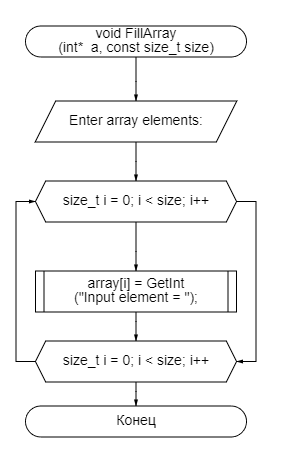 void FillArray
(int* a, const size_t size)
Enter array elements:
size_t i = 0; i < size; i++
array[i] = GetInt
("Input element = ");
size_t i = 0; i < size; i++
Конец